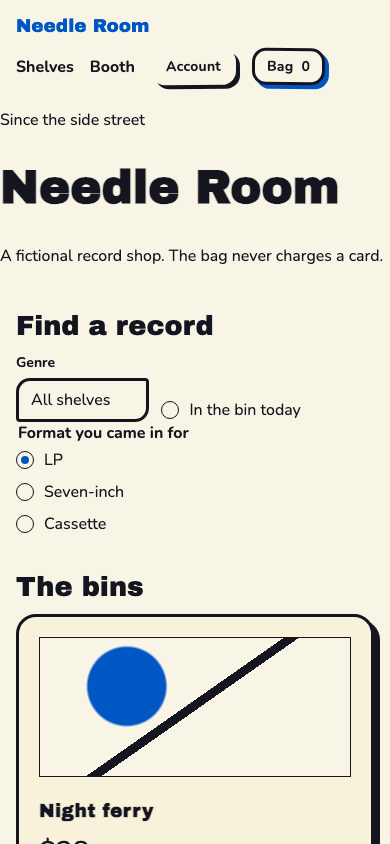 Needle Room
Shelves Booth Account Bag 0
Since the side street
Needle Room
A fictional record shop. The bag never charges a card.
Find a record
Genre
All shelves
In the bin today
Format you came in for
LP
Seven-inch
Cassette
The bins
Night ferry